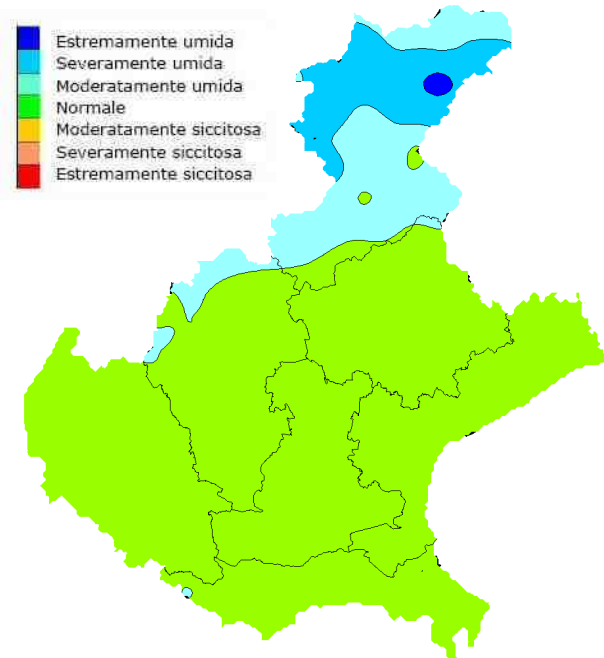 Estremamente umida
Severamente umida
Moderatamente umida
Normale
Moderatamente siccitosa
Severamente siccitosa
Estremamente siccitosa